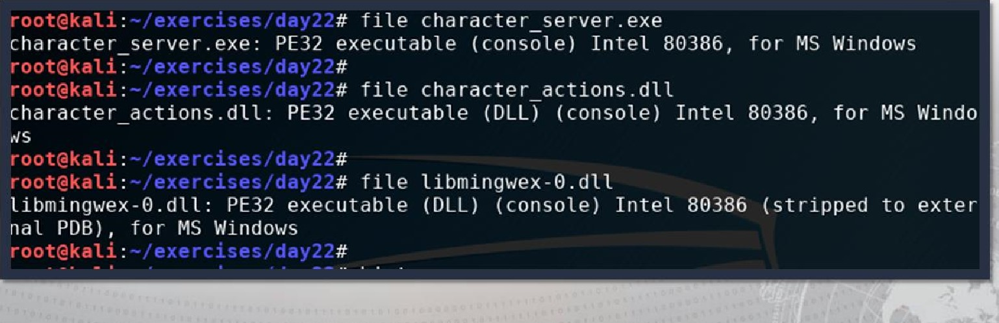 root@kali:~/exercises/day22# file character_server.exe
character_server.exe: PE32 executable (console) Intel 80386, for MS Windows
root@kali:~/exercises/day22#
root@kali:~/exercises/day22# file character_actions.dll
character_actions.dll: PE32 executable (DLL) (console) Intel 80386, for MS Windo
ws
root@kali:~/exercises/day22#
root@kali:~/exercises/day22# file libmingwex-0.dll
libmingwex-0.dll: PE32 executable (DLL) (console) Intel 80386 (stripped to exter
nal PDB), for MS Windows
root@kali:~/exercises/day22#